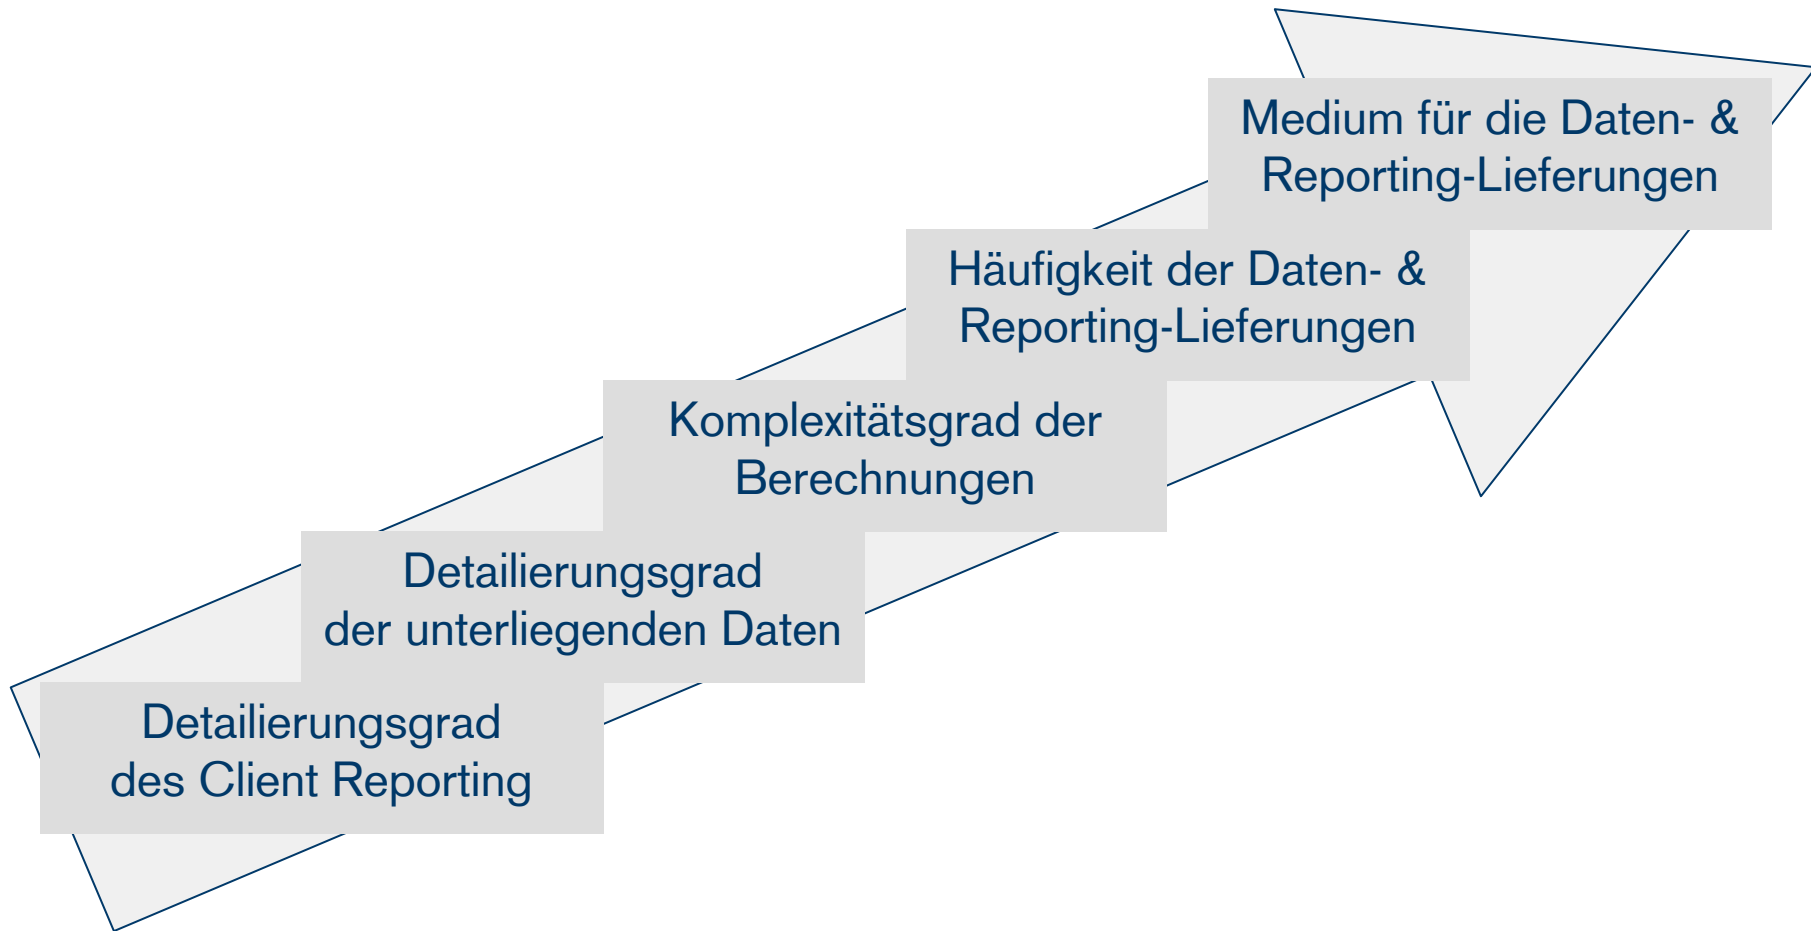 Medium für die Daten- &
Reporting-Lieferungen
Häufigkeit der Daten- &
Reporting-Lieferungen
Komplexitätsgrad der
Berechnungen
Detailierungsgrad
der unterliegenden Daten
Detailierungsgrad
des Client Reporting